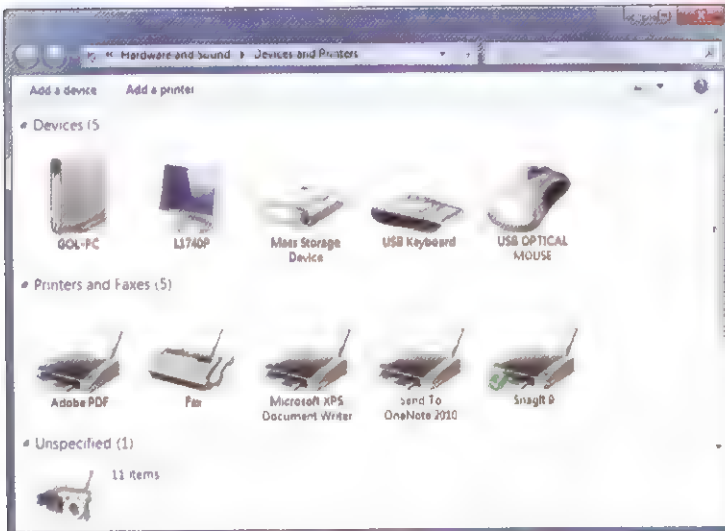 « Hardware and Sound ▸ Devices and Printers
Add a device Add a printer
Devices (5
GOL-PC
L1740P
Mass Storage
Device
USB Keyboard
USB OPTICAL
MOUSE
Printers and Faxes (5)
Adobe PDF
Fax
Microsoft XPS
Document Writer
Send To
OneNote 2010
SnagIt 9
Unspecified (1)
11 items